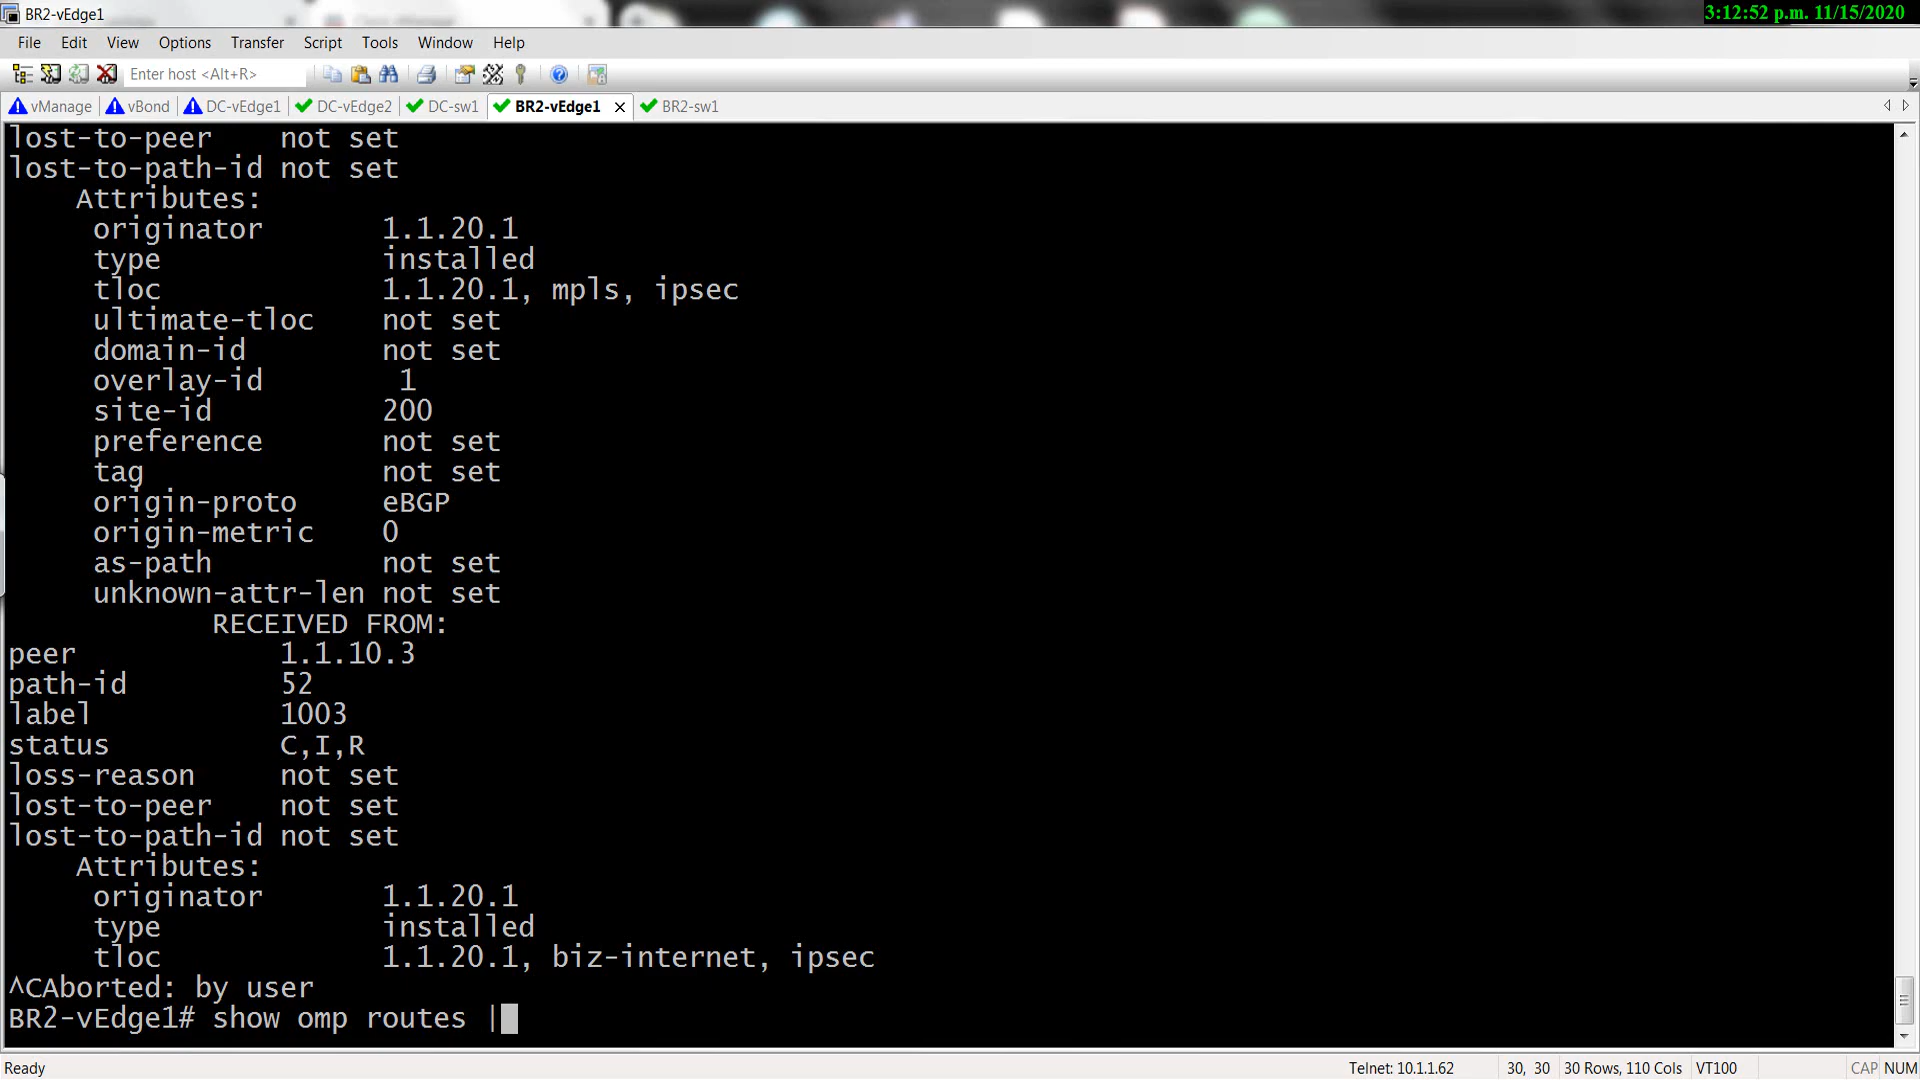 BR2-vEdge1
3:12:52 p.m. 11/15/2020
File Edit View Options Transfer Script Tools Window Help
Enter host <Alt+R>
vManage vBond DC-vEdge1 DC-vEdge2 DC-sw1 BR2-vEdge1 × BR2-sw1
lost-to-peer    not set
lost-to-path-id not set
    Attributes:
     originator       1.1.20.1
     type             installed
     tloc             1.1.20.1, mpls, ipsec
     ultimate-tloc    not set
     domain-id        not set
     overlay-id        1
     site-id          200
     preference       not set
     tag              not set
     origin-proto     eBGP
     origin-metric    0
     as-path          not set
     unknown-attr-len not set
            RECEIVED FROM:
peer            1.1.10.3
path-id         52
label           1003
status          C,I,R
loss-reason     not set
lost-to-peer    not set
lost-to-path-id not set
    Attributes:
     originator       1.1.20.1
     type             installed
     tloc             1.1.20.1, biz-internet, ipsec
^CAborted: by user
BR2-vEdge1# show omp routes |
Ready Telnet: 10.1.1.62 30, 30 30 Rows, 110 Cols VT100 CAP NUM